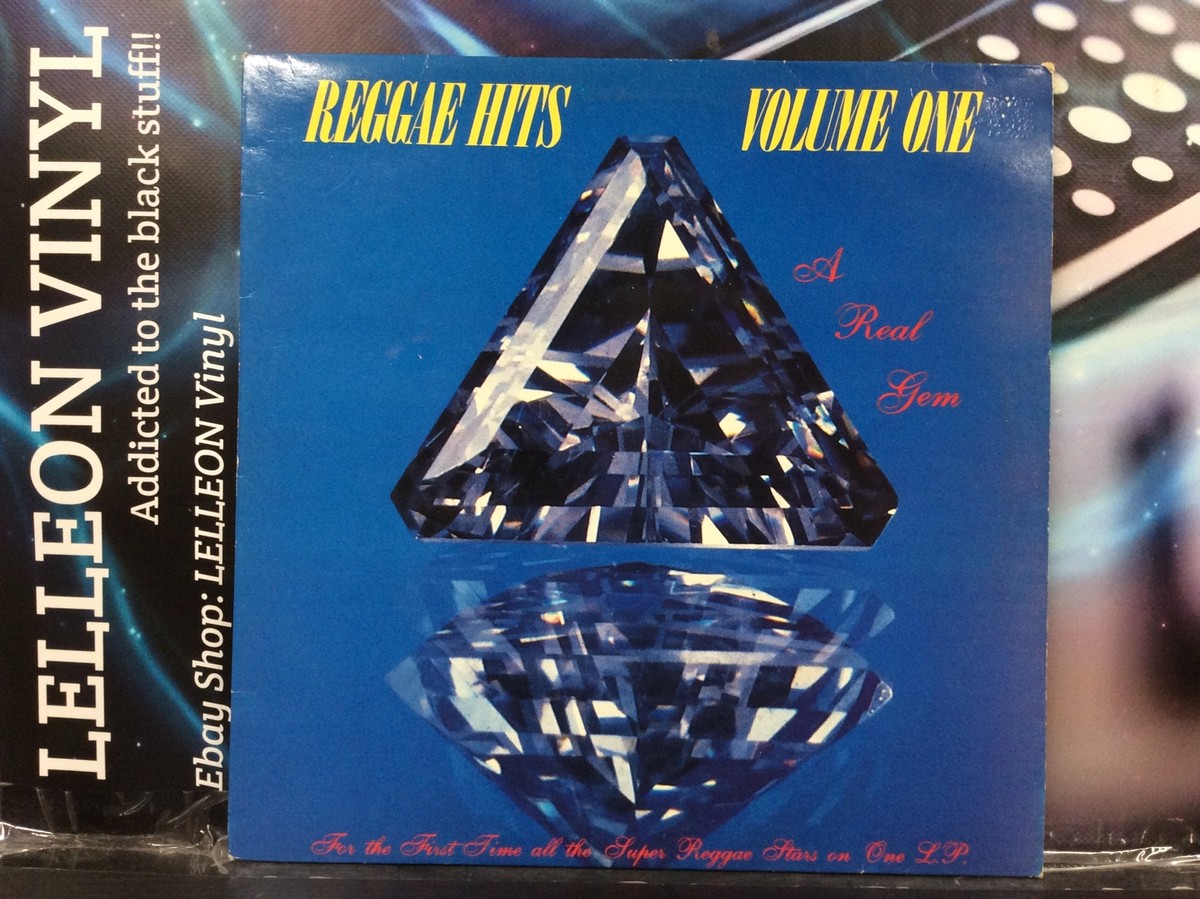 LELLEON VINYL
Addicted to the black stuff!!
Ebay Shop: LELLEON Vinyl
REGGAE HITS VOLUME ONE
A
Real
Gem
For the First Time all the Super Reggae Stars on One L.P.